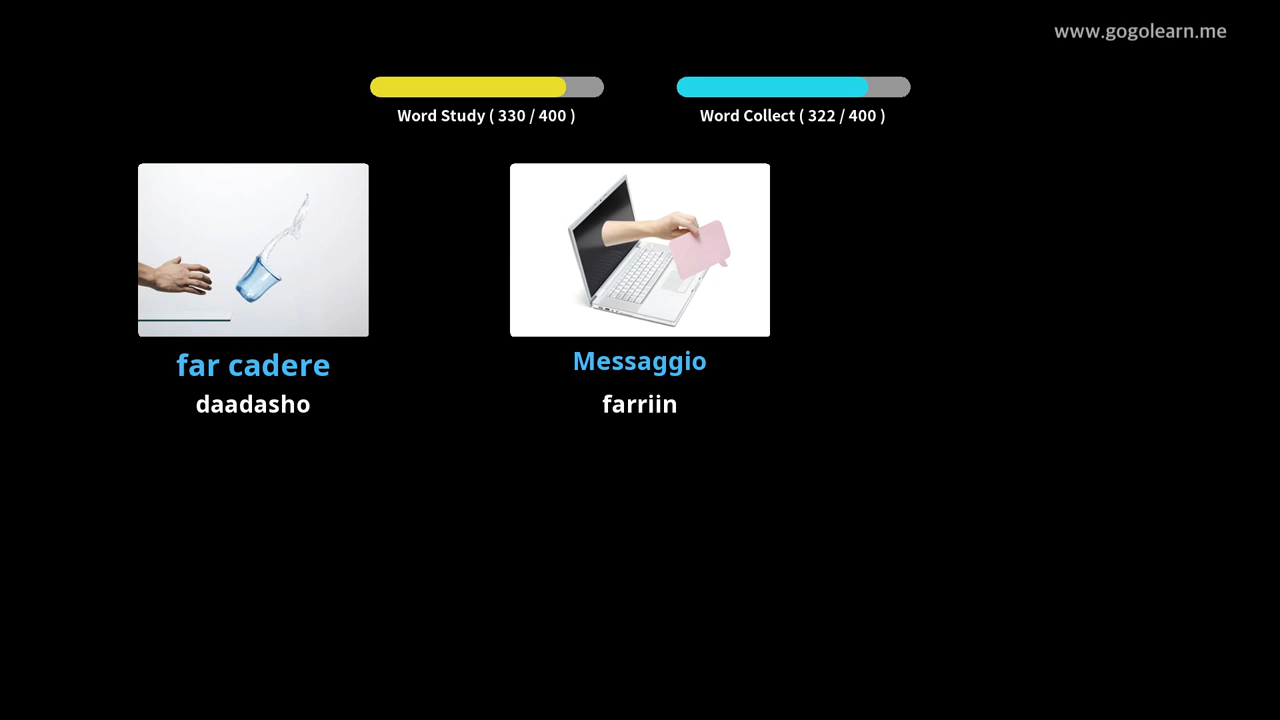 www.gogolearn.me
Word Study ( 330 / 400 )
Word Collect ( 322 / 400 )
far cadere
daadasho
Messaggio
farriin